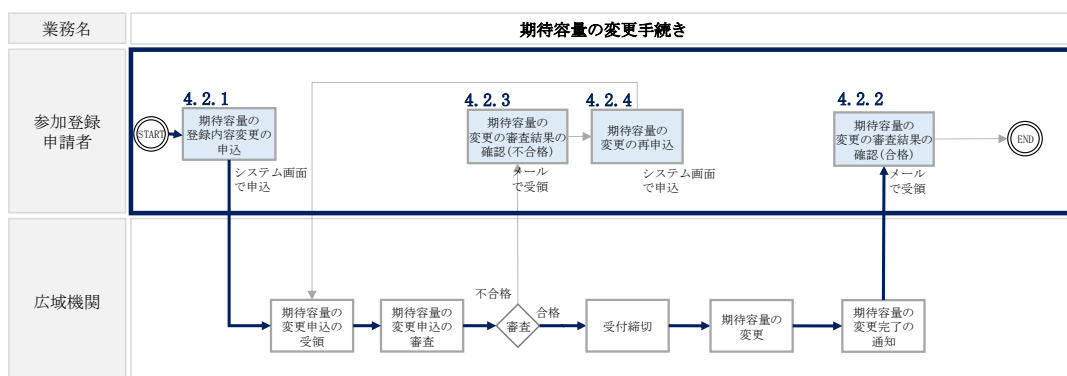 業務名
期待容量の変更手続き
参加登録
申請者
START
4.2.1
期待容量の
登録内容変更の
申込
システム画面
で申込
4.2.3
期待容量の
変更の審査結果の
確認(不合格)
メール
で受領
4.2.4
期待容量の
変更の再申込
システム画面
で申込
4.2.2
期待容量の
変更の審査結果の
確認(合格)
メール
で受領
END
広域機関
期待容量の
変更申込の
受領
期待容量の
変更申込の
審査
不合格
審査
合格
受付締切
期待容量の
変更
期待容量の
変更完了の
通知